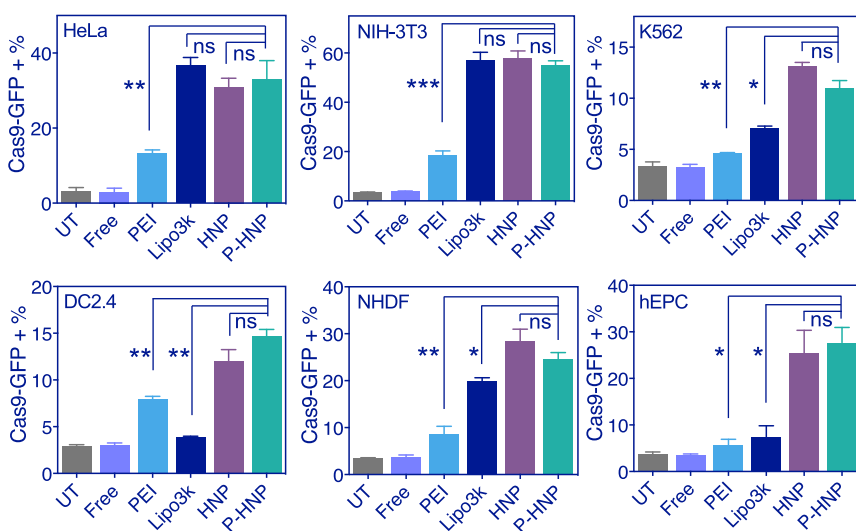 HeLa
Cas9-GFP + %
40
20
0
**
ns
ns
UT
Free
PEI
Lipo3k
HNP
P-HNP
NIH-3T3
Cas9-GFP + %
60
40
20
0
***
ns
ns
UT
Free
PEI
Lipo3k
HNP
P-HNP
K562
Cas9-GFP + %
15
10
5
0
**
*
ns
UT
Free
PEI
Lipo3k
HNP
P-HNP
DC2.4
Cas9-GFP + %
20
15
10
5
0
**
**
ns
UT
Free
PEI
Lipo3k
HNP
P-HNP
NHDF
Cas9-GFP + %
40
30
20
10
0
**
*
ns
UT
Free
PEI
Lipo3k
HNP
P-HNP
hEPC
Cas9-GFP + %
40
30
20
10
0
*
*
ns
UT
Free
PEI
Lipo3k
HNP
P-HNP